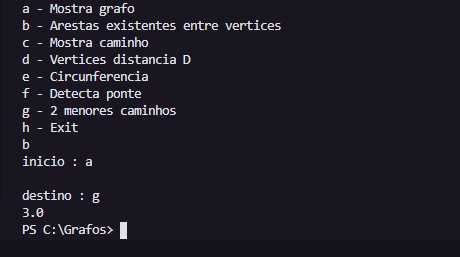 a - Mostra grafo
b - Arestas existentes entre vertices
c - Mostra caminho
d - Vertices distancia D
e - Circunferencia
f - Detecta ponte
g - 2 menores caminhos
h - Exit
b
inicio : a
destino : g
3.0
PS C:\Grafos>